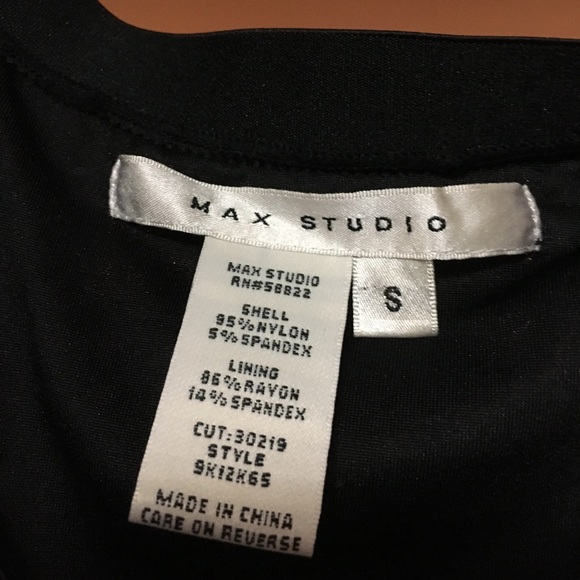 MAX STUDIO
S
MAX STUDIO
RN#58822
SHELL
95%NYLON
5%SPANDEX
LINING
86%RAYON
14%SPANDEX
CUT:30219
STYLE
9K12K65
MADE IN CHINA
CARE ON REVERSE